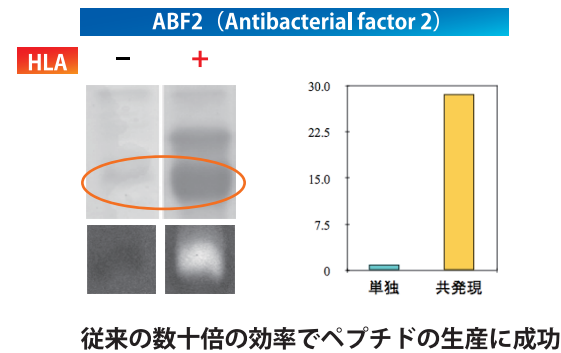 ABF2（Antibacterial factor 2）
HLA − +
30.0
22.5
15.0
7.5
0
単独 共発現
従来の数十倍の効率でペプチドの生産に成功